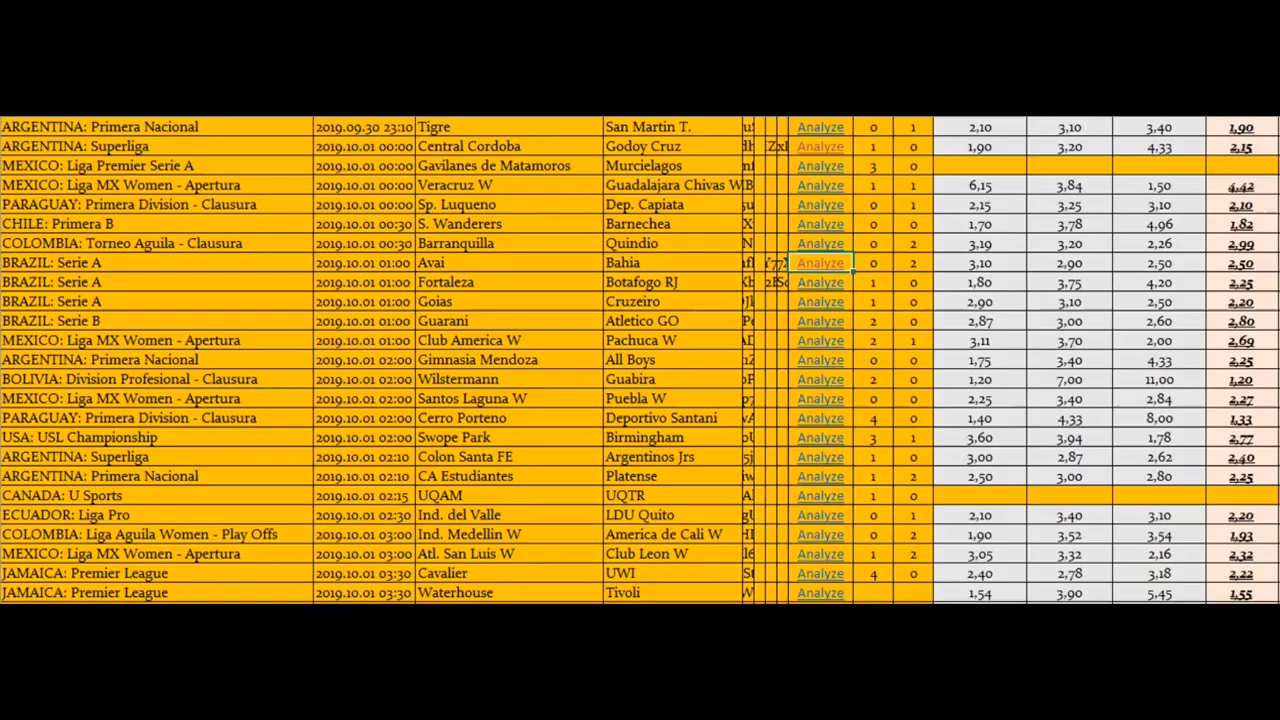 ARGENTINA: Primera Nacional 2019.09.30 23:10 Tigre San Martin T. Analyze 0 1 2,10 3,10 3,40 1,90
ARGENTINA: Superliga 2019.10.01 00:00 Central Cordoba Godoy Cruz Analyze 1 0 1,90 3,20 4,33 2,15
MEXICO: Liga Premier Serie A 2019.10.01 00:00 Gavilanes de Matamoros Murcielagos Analyze 3 0
MEXICO: Liga MX Women - Apertura 2019.10.01 00:00 Veracruz W Guadalajara Chivas W Analyze 1 1 6,15 3,84 1,50 4,42
PARAGUAY: Primera Division - Clausura 2019.10.01 00:00 Sp. Luqueno Dep. Capiata Analyze 1 0 2,15 3,25 3,10 2,10
CHILE: Primera B 2019.10.01 00:30 S. Wanderers Barnechea Analyze 0 0 1,70 3,78 4,96 1,82
COLOMBIA: Torneo Aguila - Clausura 2019.10.01 00:30 Barranquilla Quindio Analyze 0 2 3,19 3,20 2,26 2,99
BRAZIL: Serie A 2019.10.01 01:00 Avai Bahia Analyze 0 2 3,10 2,90 2,50 2,50
BRAZIL: Serie A 2019.10.01 01:00 Fortaleza Botafogo RJ Analyze 1 0 1,80 3,75 4,20 2,25
BRAZIL: Serie A 2019.10.01 01:00 Goias Cruzeiro Analyze 1 0 2,90 3,10 2,50 2,20
BRAZIL: Serie B 2019.10.01 01:00 Guarani Atletico GO Analyze 2 0 2,87 3,00 2,60 2,80
MEXICO: Liga MX Women - Apertura 2019.10.01 01:00 Club America W Pachuca W Analyze 2 1 3,11 3,70 2,00 2,69
ARGENTINA: Primera Nacional 2019.10.01 02:00 Gimnasia Mendoza All Boys Analyze 0 0 1,75 3,40 4,33 2,25
BOLIVIA: Division Profesional - Clausura 2019.10.01 02:00 Wilstermann Guabira Analyze 2 0 1,20 7,00 11,00 1,20
MEXICO: Liga MX Women - Apertura 2019.10.01 02:00 Santos Laguna W Puebla W Analyze 0 0 2,25 3,40 2,84 2,27
PARAGUAY: Primera Division - Clausura 2019.10.01 02:00 Cerro Porteno Deportivo Santani Analyze 4 0 1,40 4,33 8,00 1,33
USA: USL Championship 2019.10.01 02:00 Swope Park Birmingham Analyze 3 1 3,60 3,94 1,78 2,77
ARGENTINA: Superliga 2019.10.01 02:10 Colon Santa FE Argentinos Jrs Analyze 1 0 3,00 2,87 2,62 2,40
ARGENTINA: Primera Nacional 2019.10.01 02:10 CA Estudiantes Platense Analyze 1 2 2,50 3,00 2,80 2,25
CANADA: U Sports 2019.10.01 02:15 UQAM UQTR Analyze 1 0
ECUADOR: Liga Pro 2019.10.01 02:30 Ind. del Valle LDU Quito Analyze 0 1 2,10 3,40 3,10 2,20
COLOMBIA: Liga Aguila Women - Play Offs 2019.10.01 03:00 Ind. Medellin W America de Cali W Analyze 0 2 1,90 3,52 3,54 1,93
MEXICO: Liga MX Women - Apertura 2019.10.01 03:00 Atl. San Luis W Club Leon W Analyze 1 2 3,05 3,32 2,16 2,32
JAMAICA: Premier League 2019.10.01 03:30 Cavalier UWI Analyze 4 0 2,40 2,78 3,18 2,22
JAMAICA: Premier League 2019.10.01 03:30 Waterhouse Tivoli Analyze 0 0 1,54 3,90 5,45 1,55